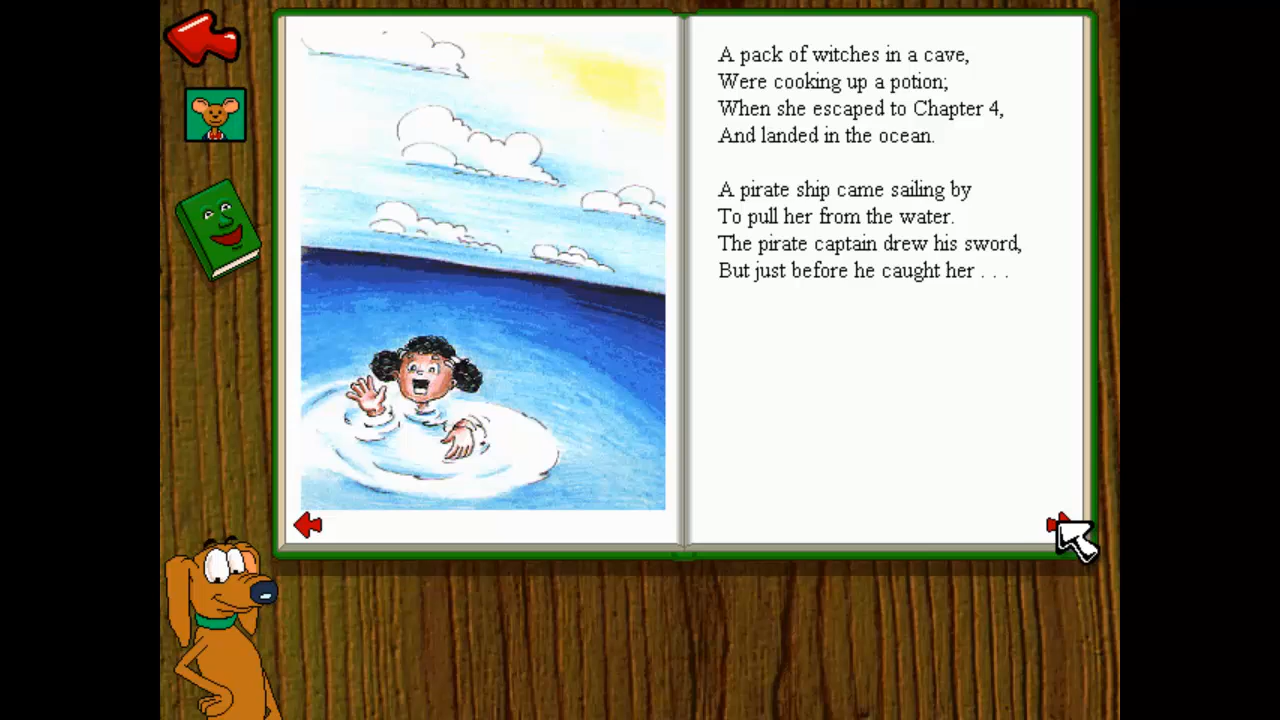 A pack of witches in a cave,
Were cooking up a potion;
When she escaped to Chapter 4,
And landed in the ocean.
A pirate ship came sailing by
To pull her from the water.
The pirate captain drew his sword,
But just before he caught her . . .